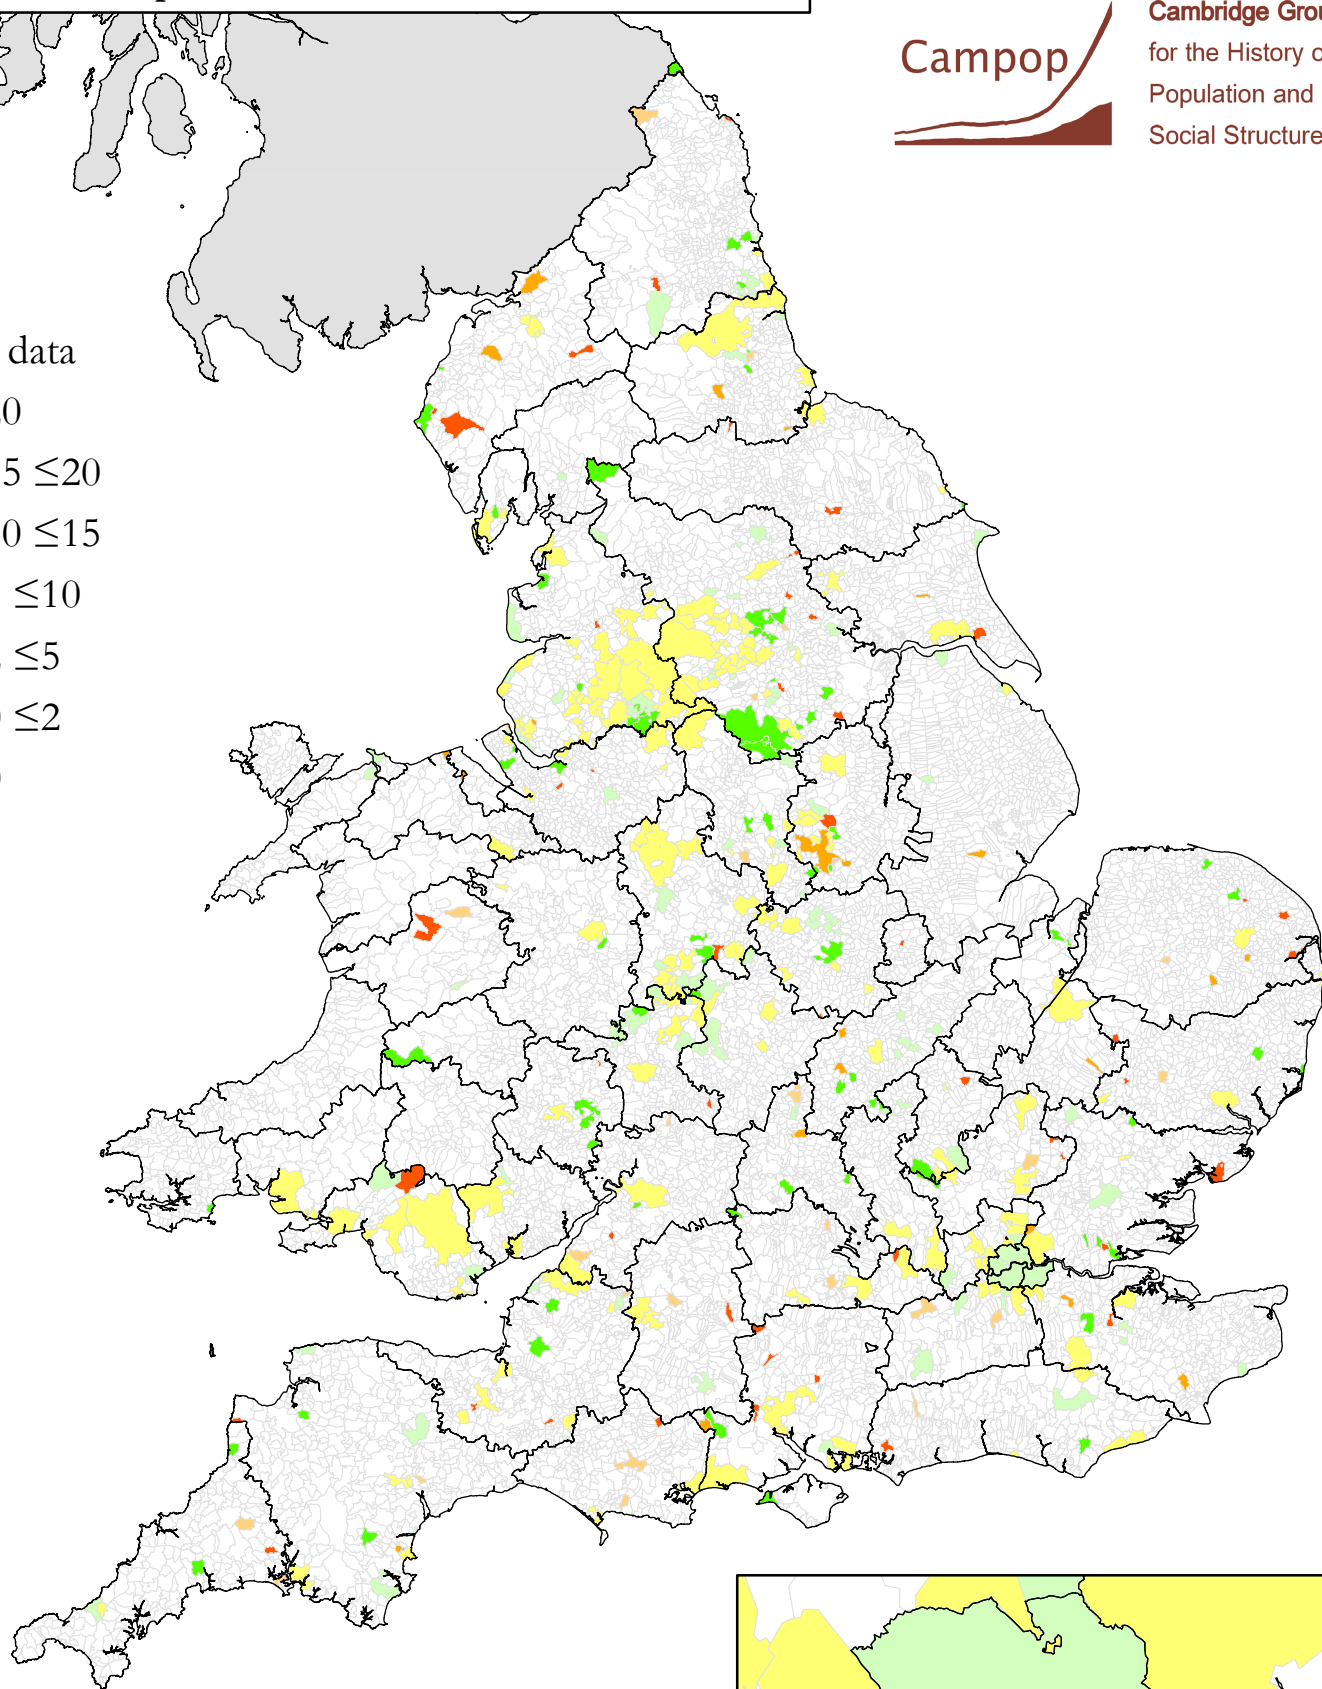 Campop
Cambridge Grou
for the History o
Population and
Social Structure
data
0
5 ≤20
0 ≤15
≤10
≤5
≤2